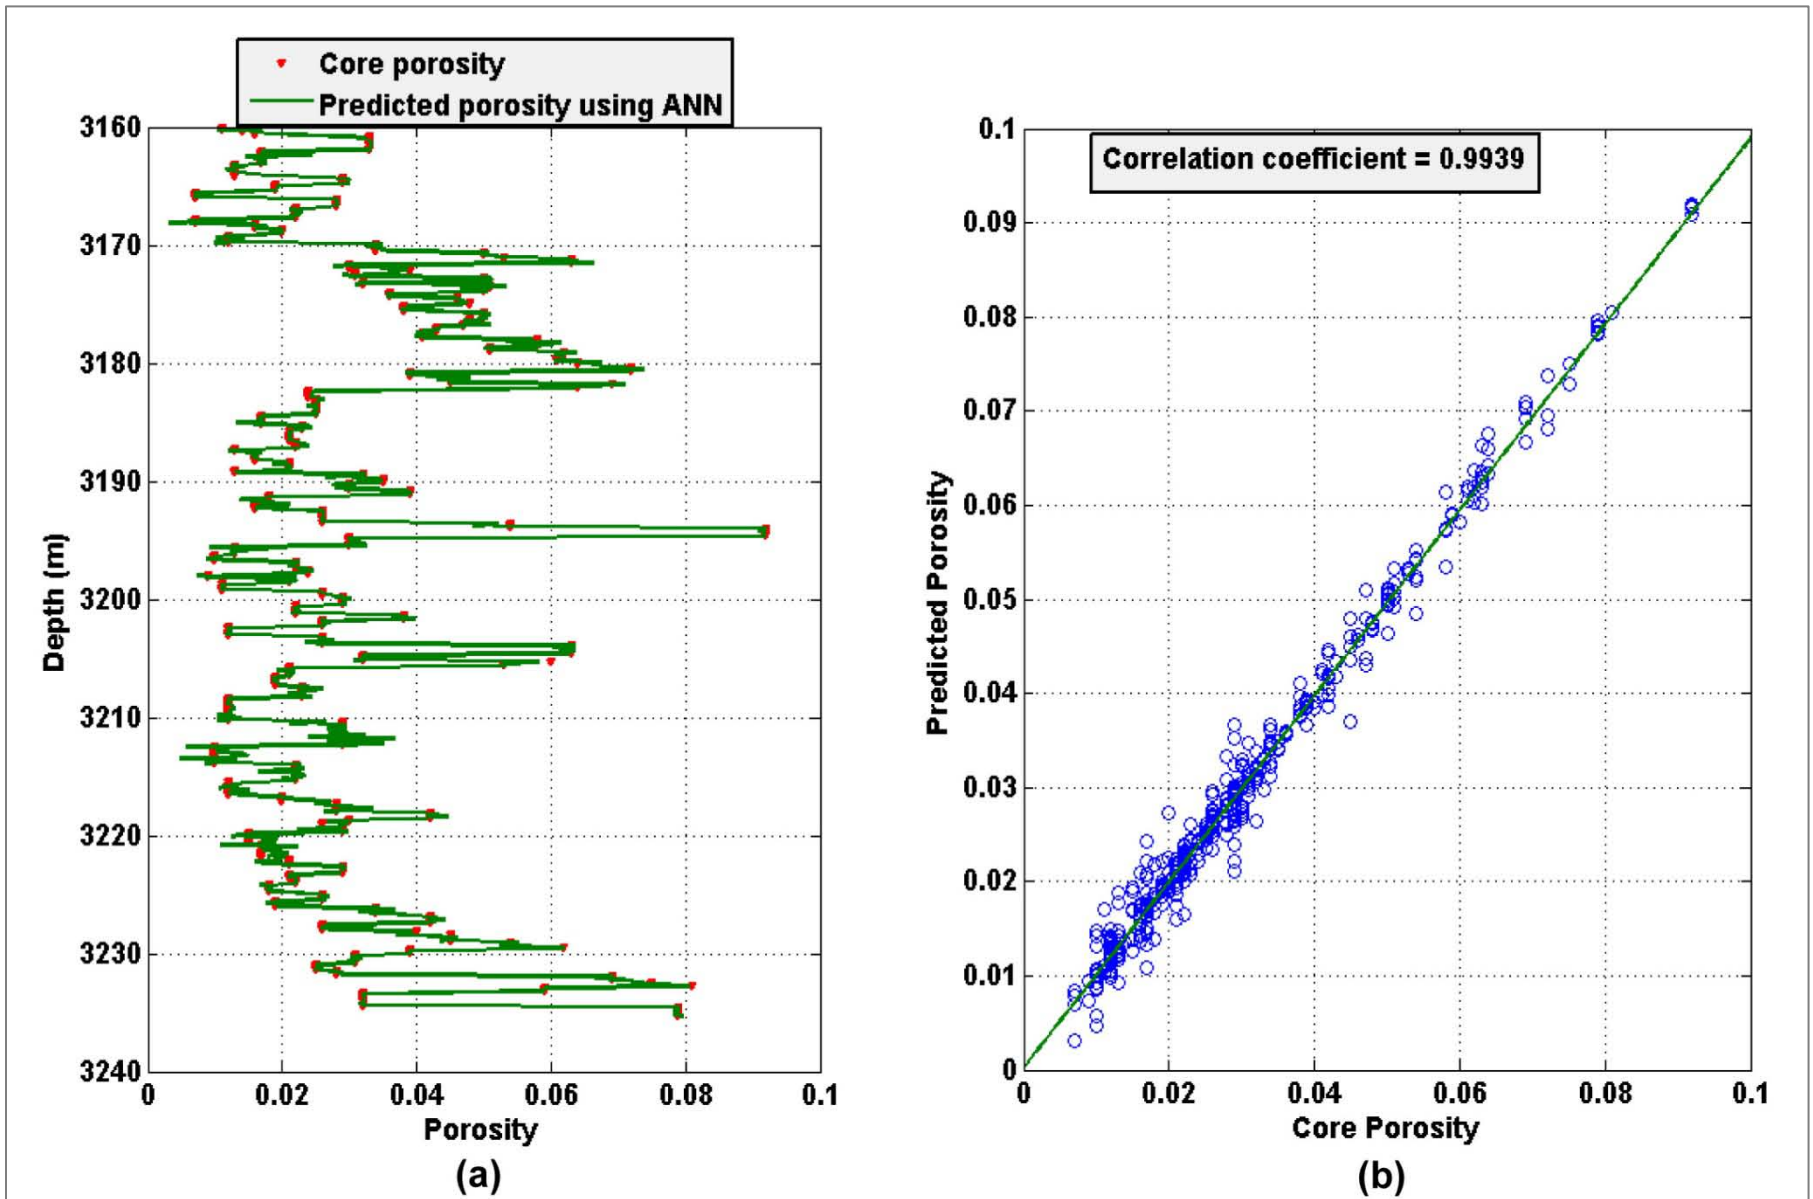 Core porosity
Predicted porosity using ANN
3160
3170
3180
3190
3200
3210
3220
3230
3240
Depth (m)
0 0.02 0.04 0.06 0.08 0.1
Porosity
(a)
Correlation coefficient = 0.9939
0.1
0.09
0.08
0.07
0.06
0.05
0.04
0.03
0.02
0.01
0
Predicted Porosity
0 0.02 0.04 0.06 0.08 0.1
Core Porosity
(b)